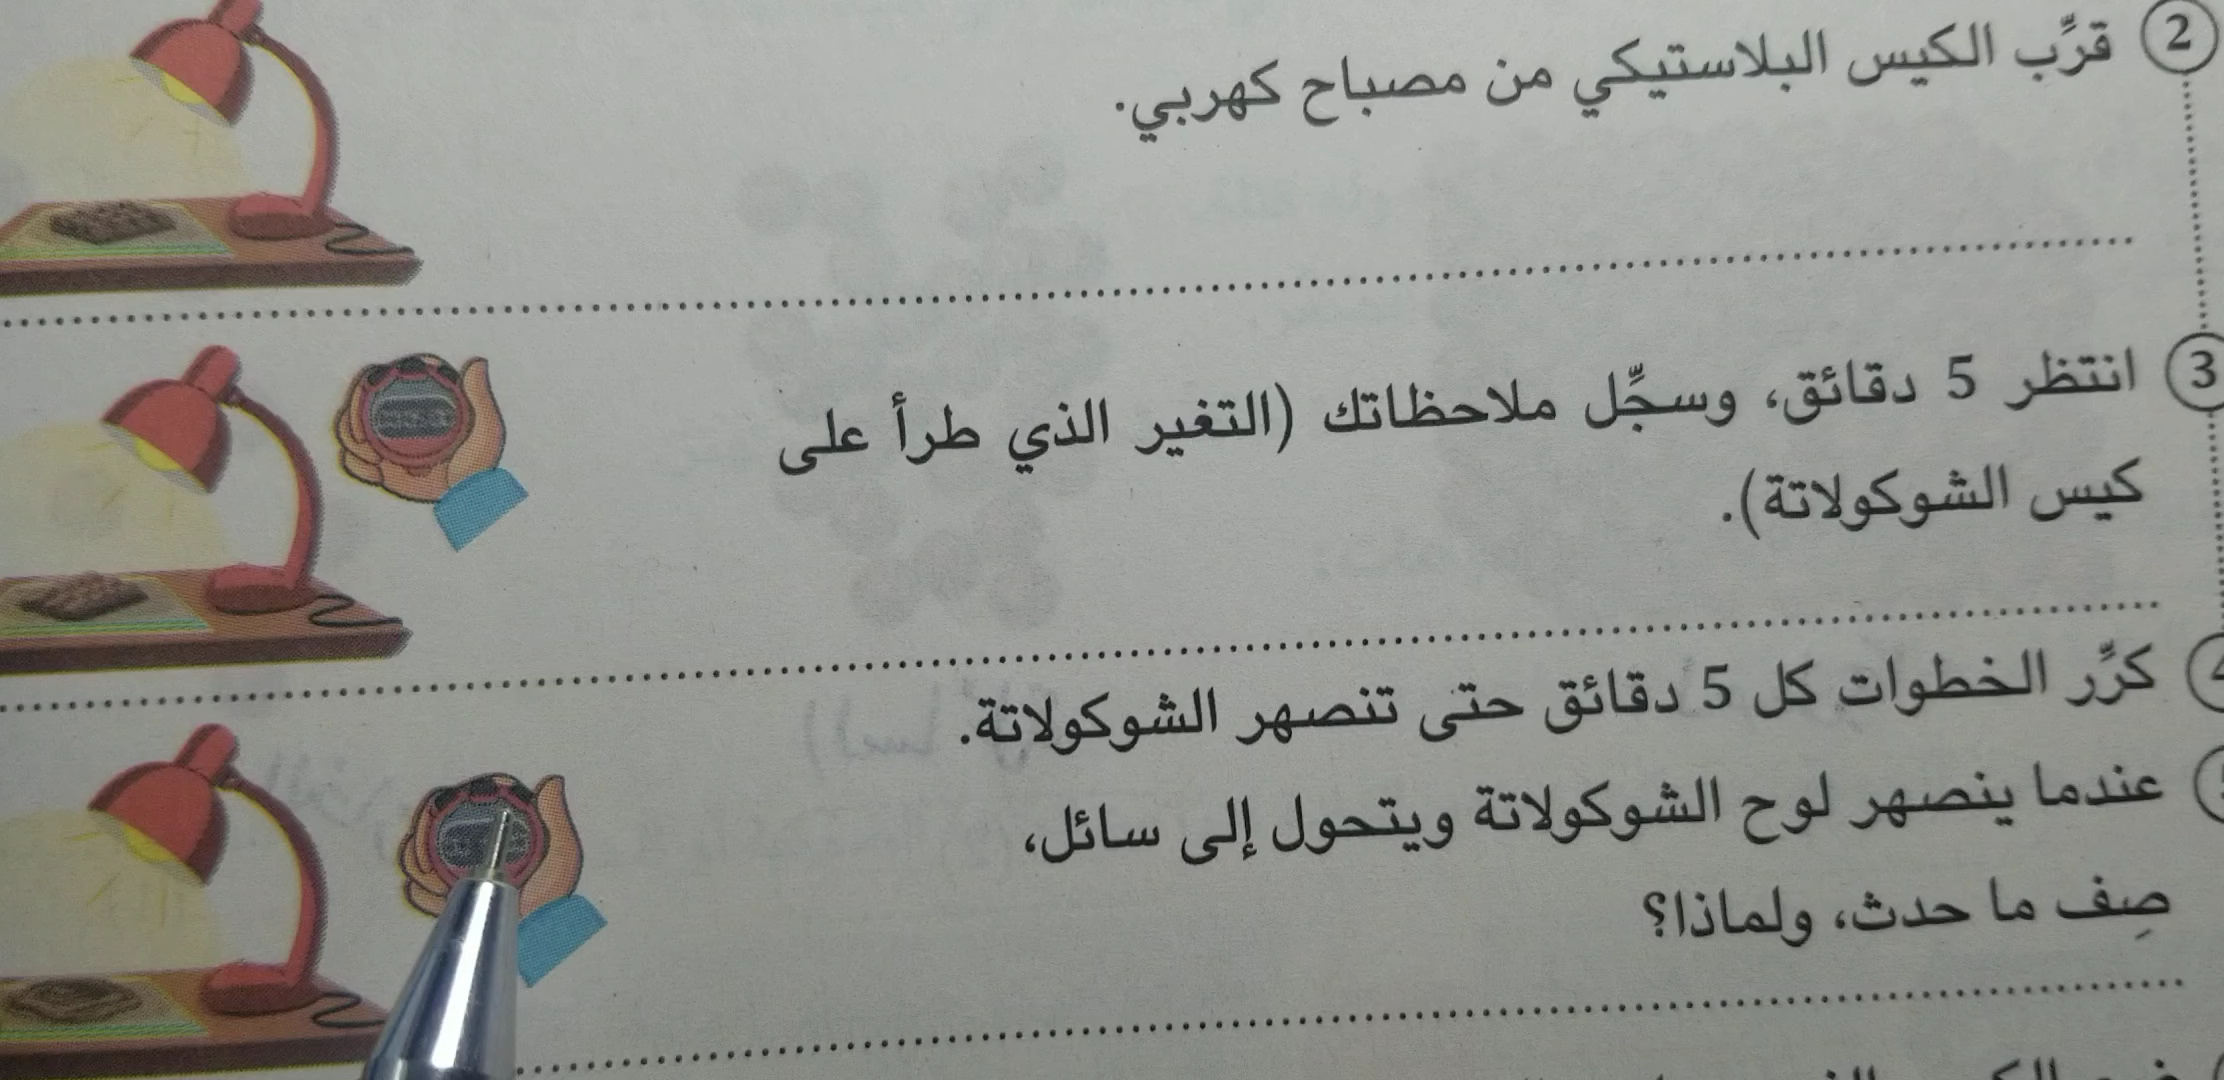 2 قرِّب الكيس البلاستيكي من مصباح كهربي.
3 انتظر 5 دقائق، وسجِّل ملاحظاتك (التغير الذي طرأ على
كيس الشوكولاتة).
4 كرِّر الخطوات كل 5 دقائق حتى تنصهر الشوكولاتة.
عندما ينصهر لوح الشوكولاتة ويتحول إلى سائل،
صِف ما حدث، ولماذا؟